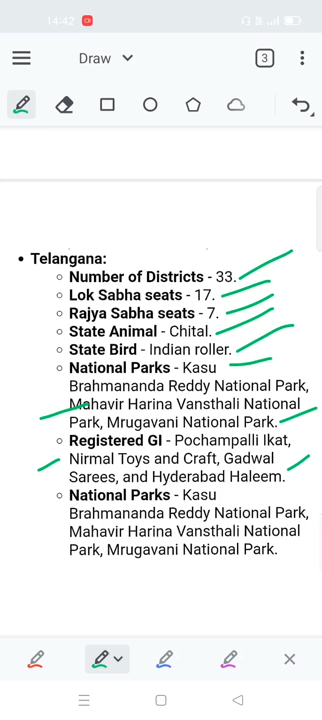 14:42
Draw
3
• Telangana:
○ Number of Districts - 33.
○ Lok Sabha seats - 17.
○ Rajya Sabha seats - 7.
○ State Animal - Chital.
○ State Bird - Indian roller.
○ National Parks - Kasu
Brahmananda Reddy National Park,
Mahavir Harina Vansthali National
Park, Mrugavani National Park.
○ Registered GI - Pochampalli Ikat,
Nirmal Toys and Craft, Gadwal
Sarees, and Hyderabad Haleem.
○ National Parks - Kasu
Brahmananda Reddy National Park,
Mahavir Harina Vansthali National
Park, Mrugavani National Park.